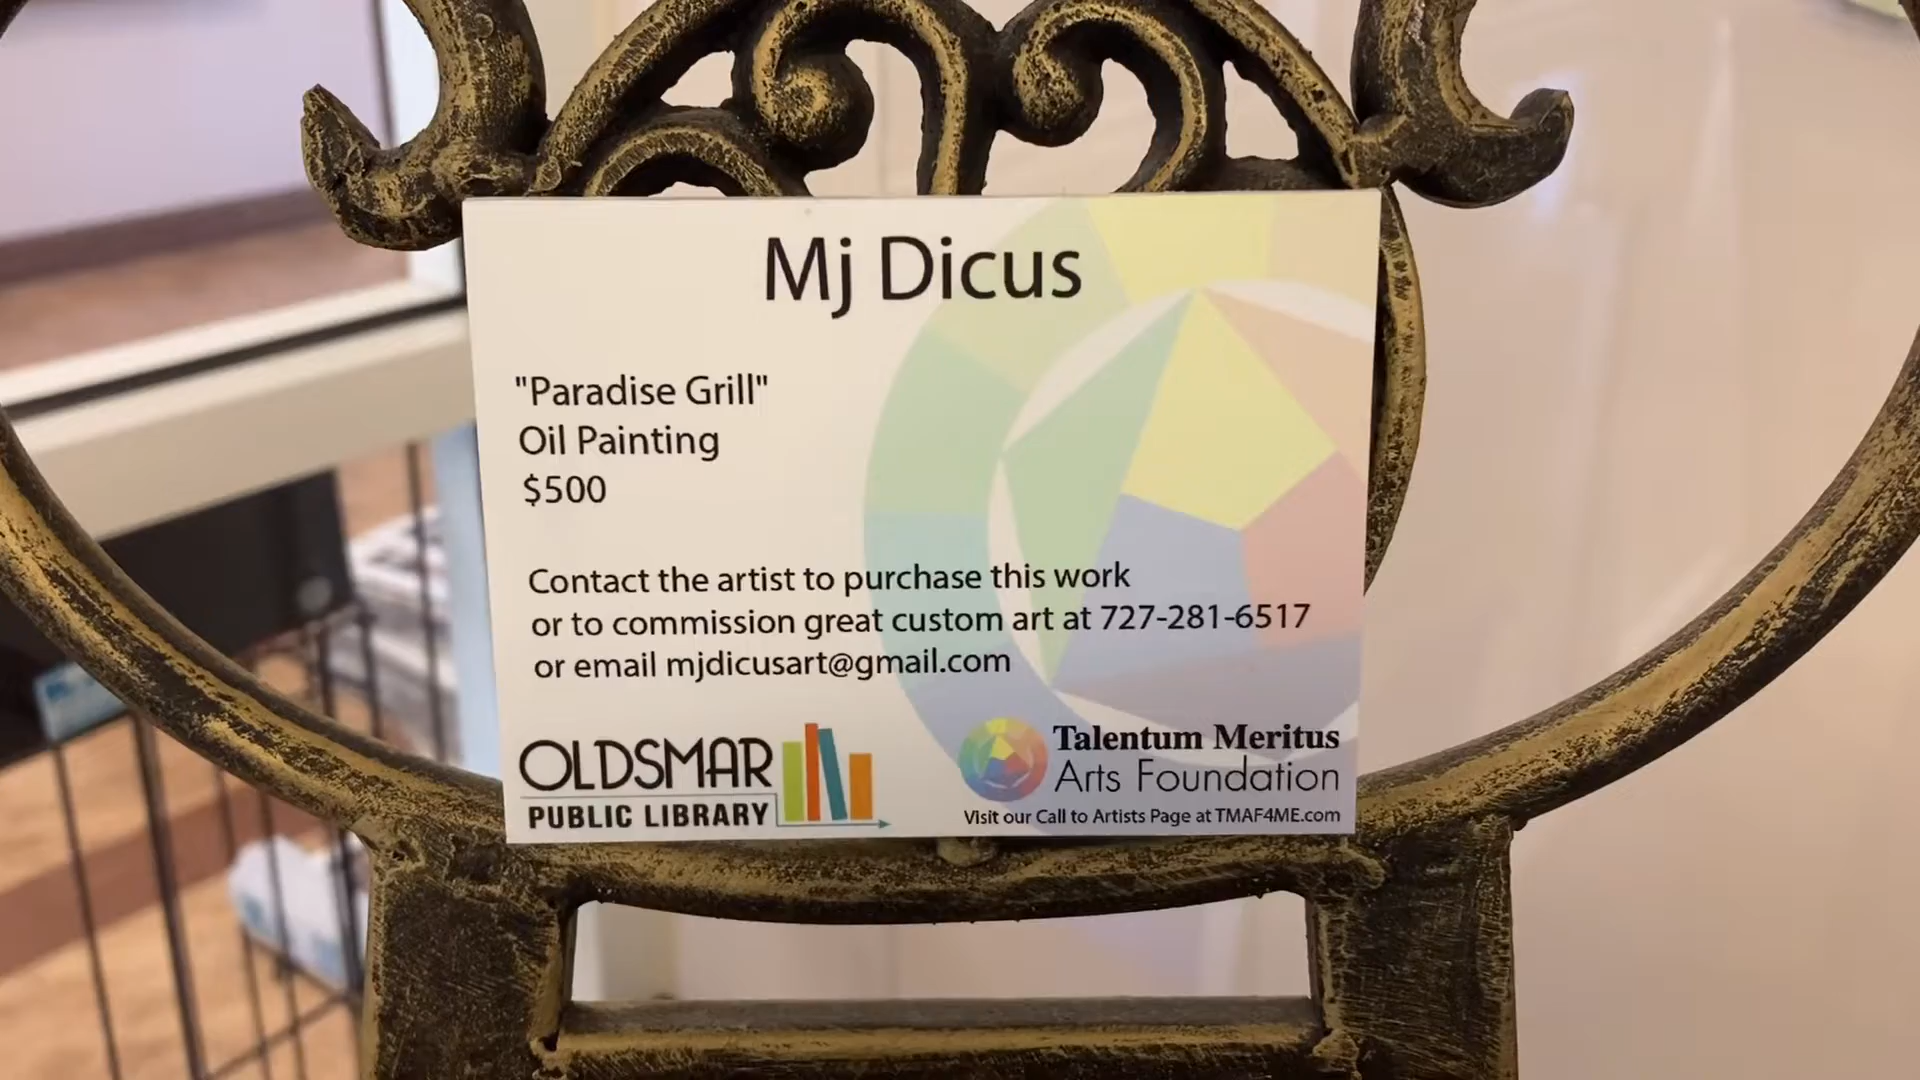 Mj Dicus
"Paradise Grill"
Oil Painting
$500
Contact the artist to purchase this work
or to commission great custom art at 727-281-6517
or email mjdicusart@gmail.com
OLDSMAR
PUBLIC LIBRARY
Talentum Meritus
Arts Foundation
Visit our Call to Artists Page at TMAF4ME.com